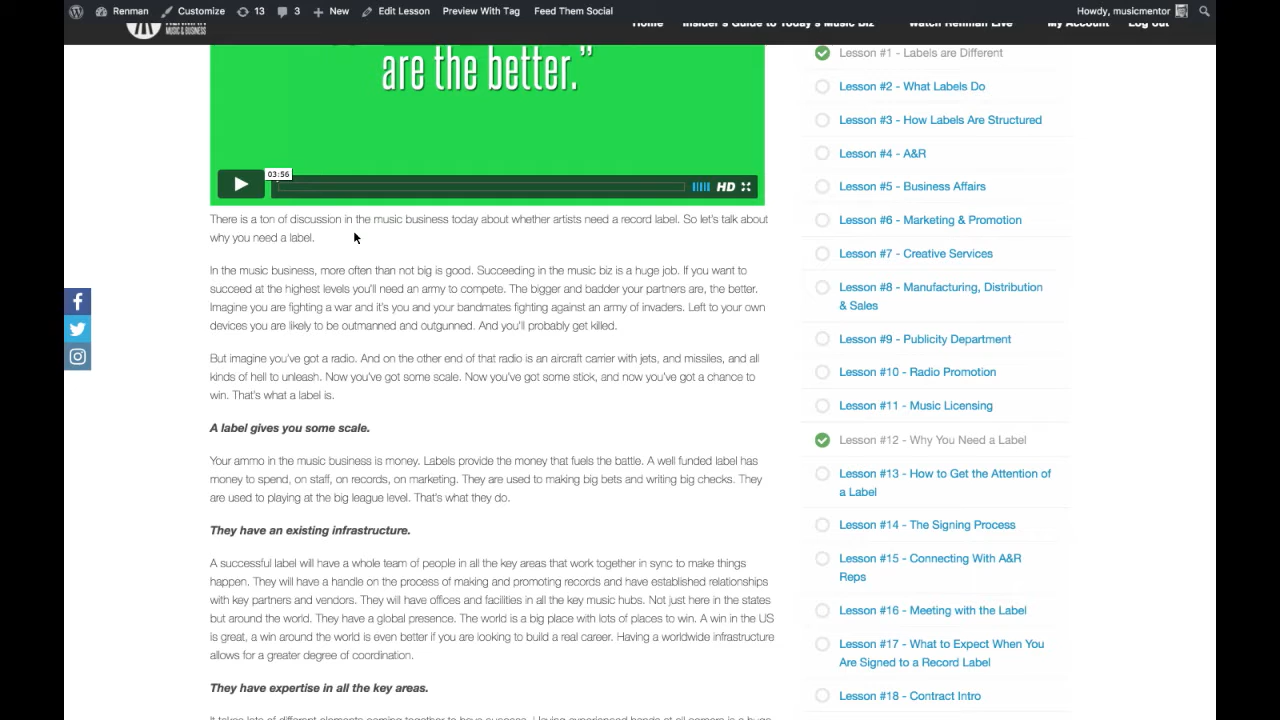 Renman
Customize
13
3
New
Edit Lesson
Preview With Tag
Feed Them Social
Howdy, musicmentor
RENMAN
MUSIC & BUSINESS
Home
Insider's Guide to Today's Music Biz
Watch Renman Live
My Account
Log out
are the better.”
03:56
HD
There is a ton of discussion in the music business today about whether artists need a record label. So let's talk about
why you need a label.
In the music business, more often than not big is good. Succeeding in the music biz is a huge job. If you want to
succeed at the highest levels you'll need an army to compete. The bigger and badder your partners are, the better.
Imagine you are fighting a war and it's you and your bandmates fighting against an army of invaders. Left to your own
devices you are likely to be outmanned and outgunned. And you'll probably get killed.
But imagine you've got a radio. And on the other end of that radio is an aircraft carrier with jets, and missiles, and all
kinds of hell to unleash. Now you've got some scale. Now you've got some stick, and now you've got a chance to
win. That's what a label is.
A label gives you some scale.
Your ammo in the music business is money. Labels provide the money that fuels the battle. A well funded label has
money to spend, on staff, on records, on marketing. They are used to making big bets and writing big checks. They
are used to playing at the big league level. That's what they do.
They have an existing infrastructure.
A successful label will have a whole team of people in all the key areas that work together in sync to make things
happen. They will have a handle on the process of making and promoting records and have established relationships
with key partners and vendors. They will have offices and facilities in all the key music hubs. Not just here in the states
but around the world. They have a global presence. The world is a big place with lots of places to win. A win in the US
is great, a win around the world is even better if you are looking to build a real career. Having a worldwide infrastructure
allows for a greater degree of coordination.
They have expertise in all the key areas.
It takes lots of different elements coming together to have success. Having experienced hands at all corners is a huge
Lesson #1 - Labels are Different
Lesson #2 - What Labels Do
Lesson #3 - How Labels Are Structured
Lesson #4 - A&R
Lesson #5 - Business Affairs
Lesson #6 - Marketing & Promotion
Lesson #7 - Creative Services
Lesson #8 - Manufacturing, Distribution
& Sales
Lesson #9 - Publicity Department
Lesson #10 - Radio Promotion
Lesson #11 - Music Licensing
Lesson #12 - Why You Need a Label
Lesson #13 - How to Get the Attention of
a Label
Lesson #14 - The Signing Process
Lesson #15 - Connecting With A&R
Reps
Lesson #16 - Meeting with the Label
Lesson #17 - What to Expect When You
Are Signed to a Record Label
Lesson #18 - Contract Intro